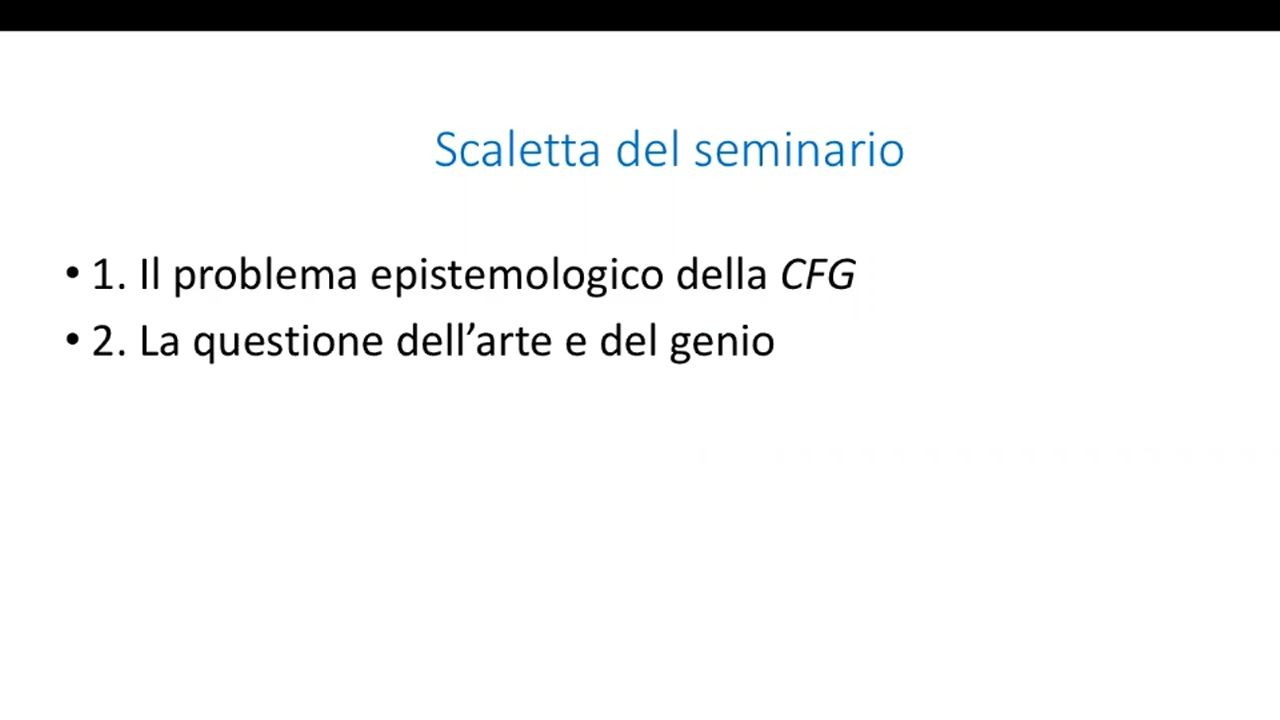 Scaletta del seminario
• 1. Il problema epistemologico della CFG
• 2. La questione dell’arte e del genio